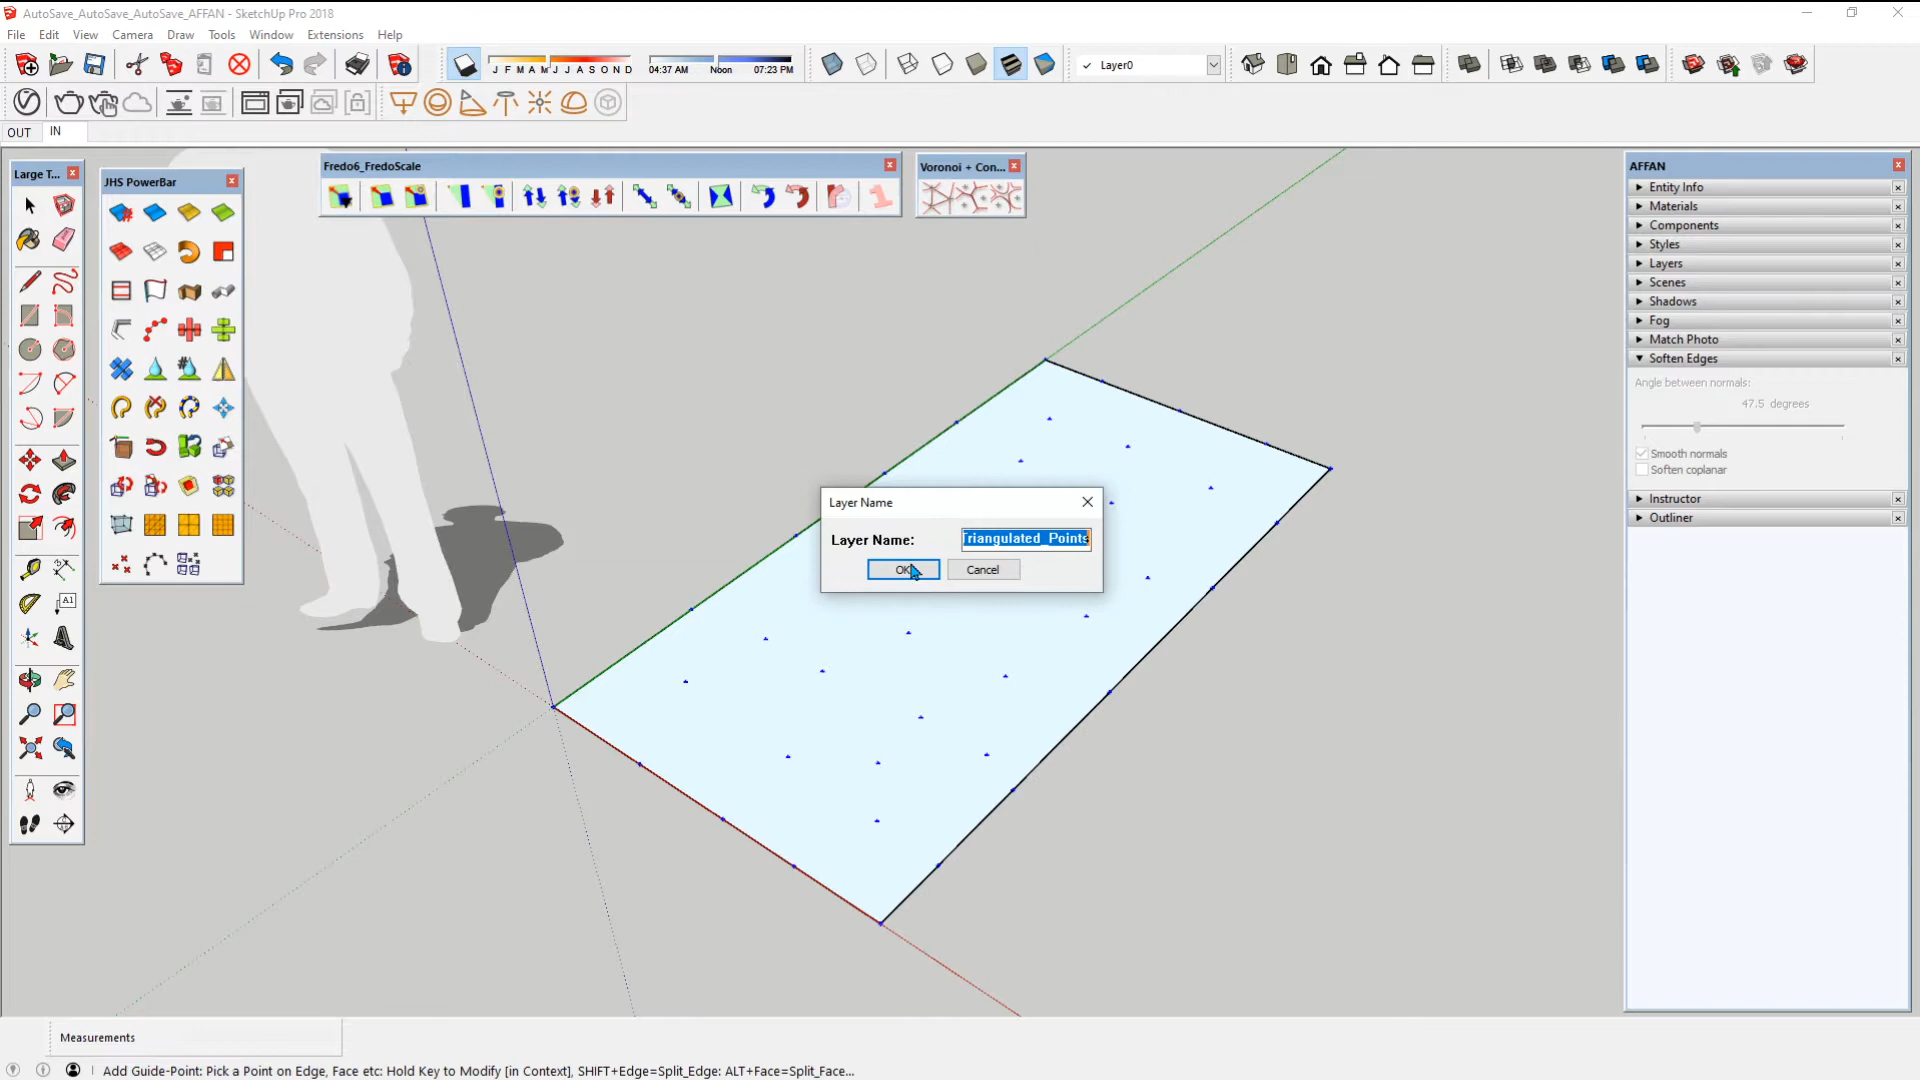 AutoSave_AutoSave_AutoSave_AFFAN - SketchUp Pro 2018
File Edit View Camera Draw Tools Window Extensions Help
J F M A M J J A S O N D
04:37 AM Noon 07:23 PM
Layer0
OUT IN
Large T...
JHS PowerBar
Fredo6_FredoScale
Voronoi + Con...
AFFAN
Entity Info
Materials
Components
Styles
Layers
Scenes
Shadows
Fog
Match Photo
Soften Edges
Angle between normals:
47.5 degrees
Smooth normals
Soften coplanar
Instructor
Outliner
Layer Name
Layer Name: Triangulated_Points
OK Cancel
A1
Measurements
Add Guide-Point: Pick a Point on Edge, Face etc: Hold Key to Modify [in Context], SHIFT+Edge=Split_Edge: ALT+Face=Split_Face...